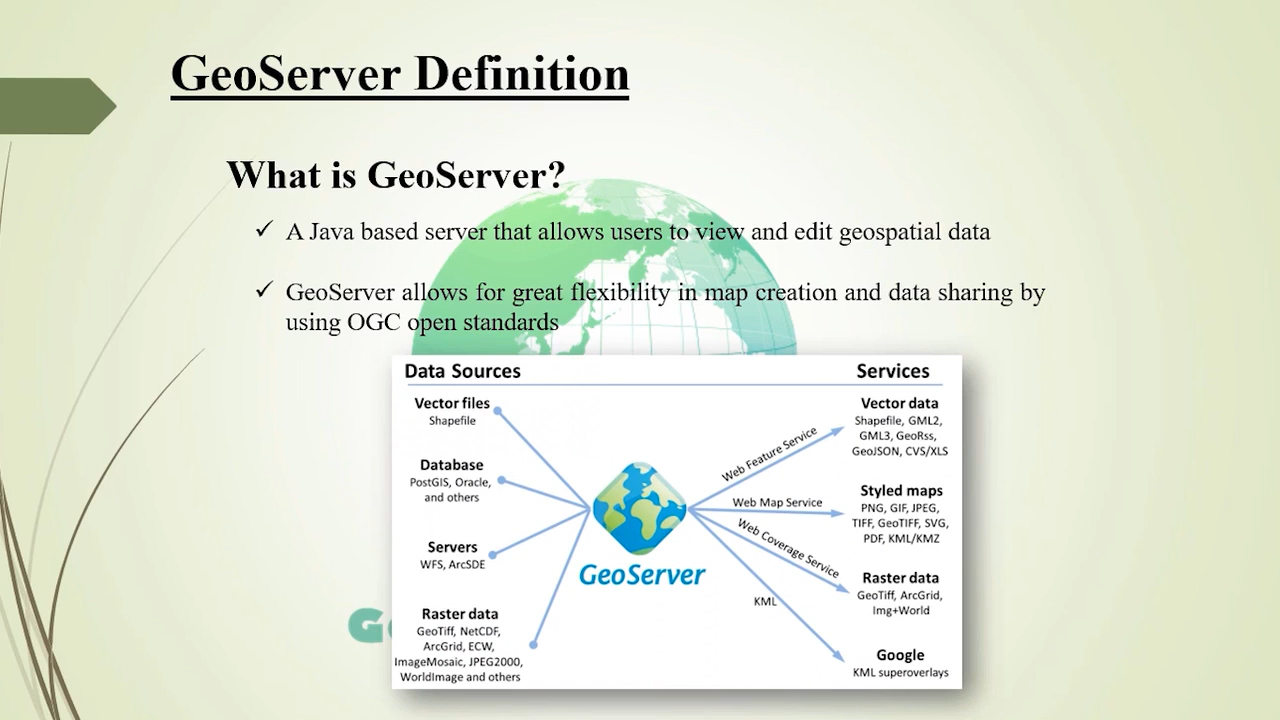 GeoServer Definition
What is GeoServer?
✓ A Java based server that allows users to view and edit geospatial data
✓ GeoServer allows for great flexibility in map creation and data sharing by
using OGC open standards
Data Sources
Vector files
Shapefile
Database
PostGIS, Oracle,
and others
Servers
WFS, ArcSDE
Raster data
GeoTiff, NetCDF,
ArcGrid, ECW,
ImageMosaic, JPEG2000,
WorldImage and others
GeoServer
Web Feature Service
Web Map Service
Web Coverage Service
KML
Services
Vector data
Shapefile, GML2,
GML3, GeoRss,
GeoJSON, CVS/XLS
Styled maps
PNG, GIF, JPEG,
TIFF, GeoTIFF, SVG,
PDF, KML/KMZ
Raster data
GeoTiff, ArcGrid,
Img+World
Google
KML superoverlays